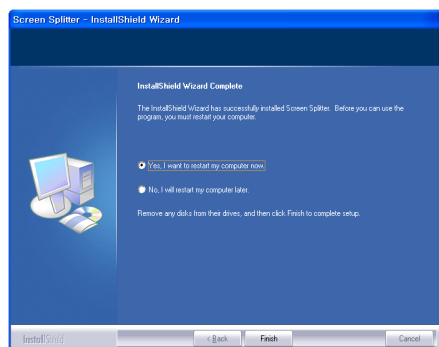 Screen Splitter - InstallShield Wizard
InstallShield Wizard Complete
The InstallShield Wizard has successfully installed Screen Splitter. Before you can use the
program, you must restart your computer.
Yes, I want to restart my computer now.
No, I will restart my computer later.
Remove any disks from their drives, and then click Finish to complete setup.
InstallShield
< Back
Finish
Cancel